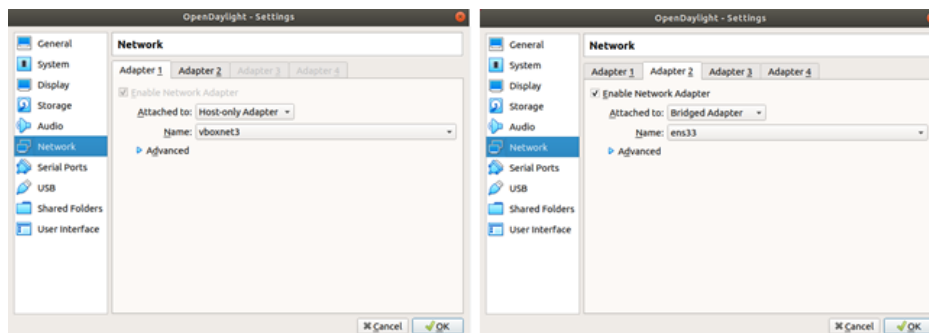 OpenDaylight - Settings
General
System
Display
Storage
Audio
Network
Serial Ports
USB
Shared Folders
User Interface
Network
Adapter 1 Adapter 2 Adapter 3 Adapter 4
Enable Network Adapter
Attached to: Host-only Adapter
Name: vboxnet3
Advanced
Cancel OK
OpenDaylight - Settings
General
System
Display
Storage
Audio
Network
Serial Ports
USB
Shared Folders
User Interface
Network
Adapter 1 Adapter 2 Adapter 3 Adapter 4
Enable Network Adapter
Attached to: Bridged Adapter
Name: ens33
Advanced
Cancel OK